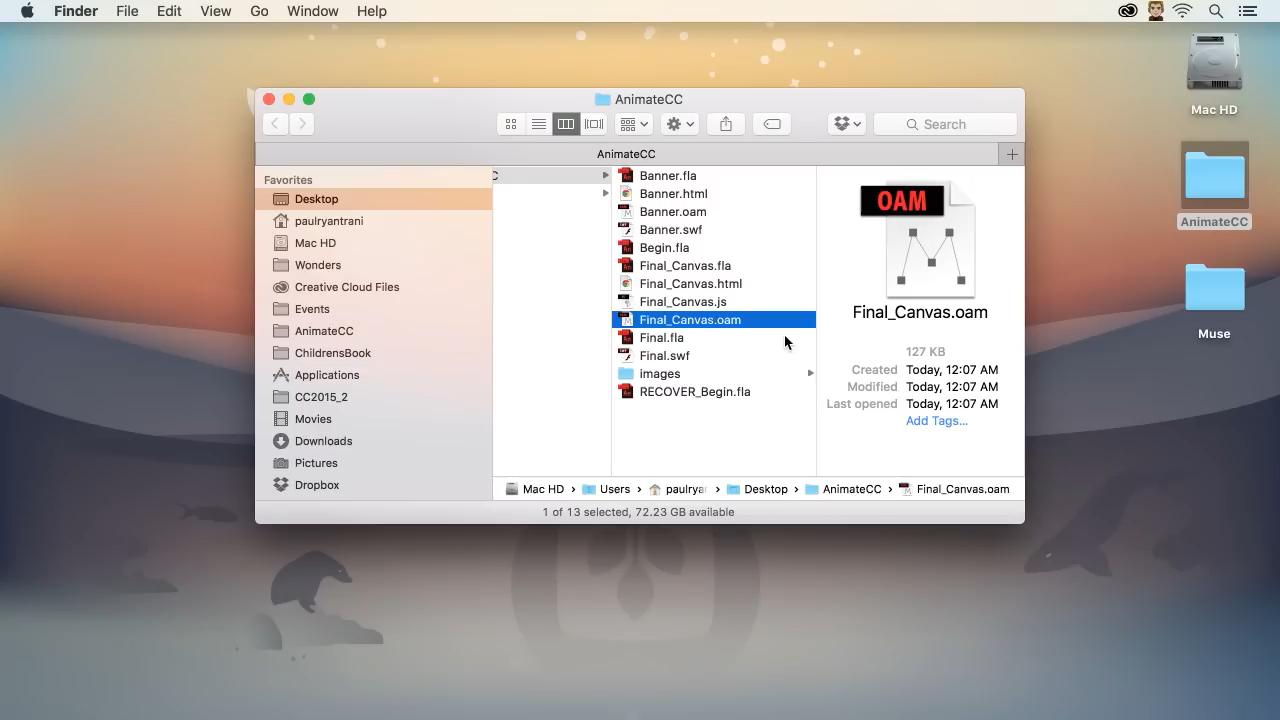 Finder File Edit View Go Window Help
Mac HD
AnimateCC
Muse
AnimateCC
Search
AnimateCC
Favorites
Desktop
paulryantrani
Mac HD
Wonders
Creative Cloud Files
Events
AnimateCC
ChildrensBook
Applications
CC2015_2
Movies
Downloads
Pictures
Dropbox
C
Banner.fla
Banner.html
Banner.oam
Banner.swf
Begin.fla
Final_Canvas.fla
Final_Canvas.html
Final_Canvas.js
Final_Canvas.oam
Final.fla
Final.swf
images
RECOVER_Begin.fla
OAM
Final_Canvas.oam
127 KB
Created Today, 12:07 AM
Modified Today, 12:07 AM
Last opened Today, 12:07 AM
Add Tags...
Mac HD › Users › paulryar › Desktop › AnimateCC › Final_Canvas.oam
1 of 13 selected, 72.23 GB available